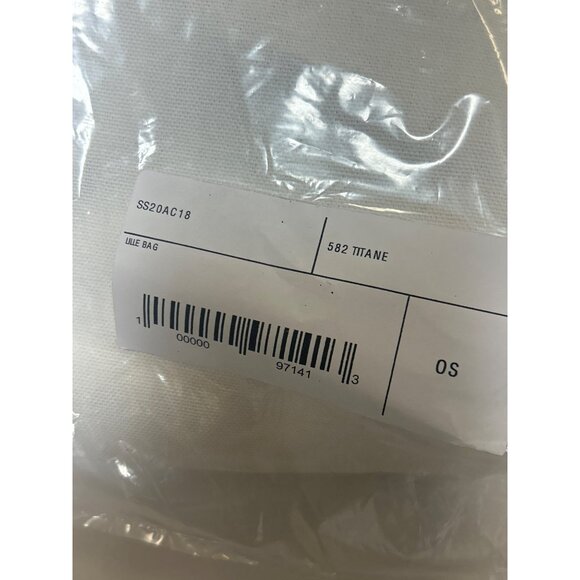 SS20AC18
582 TITANE
LILLE BAG
1 00000 97141 3
OS